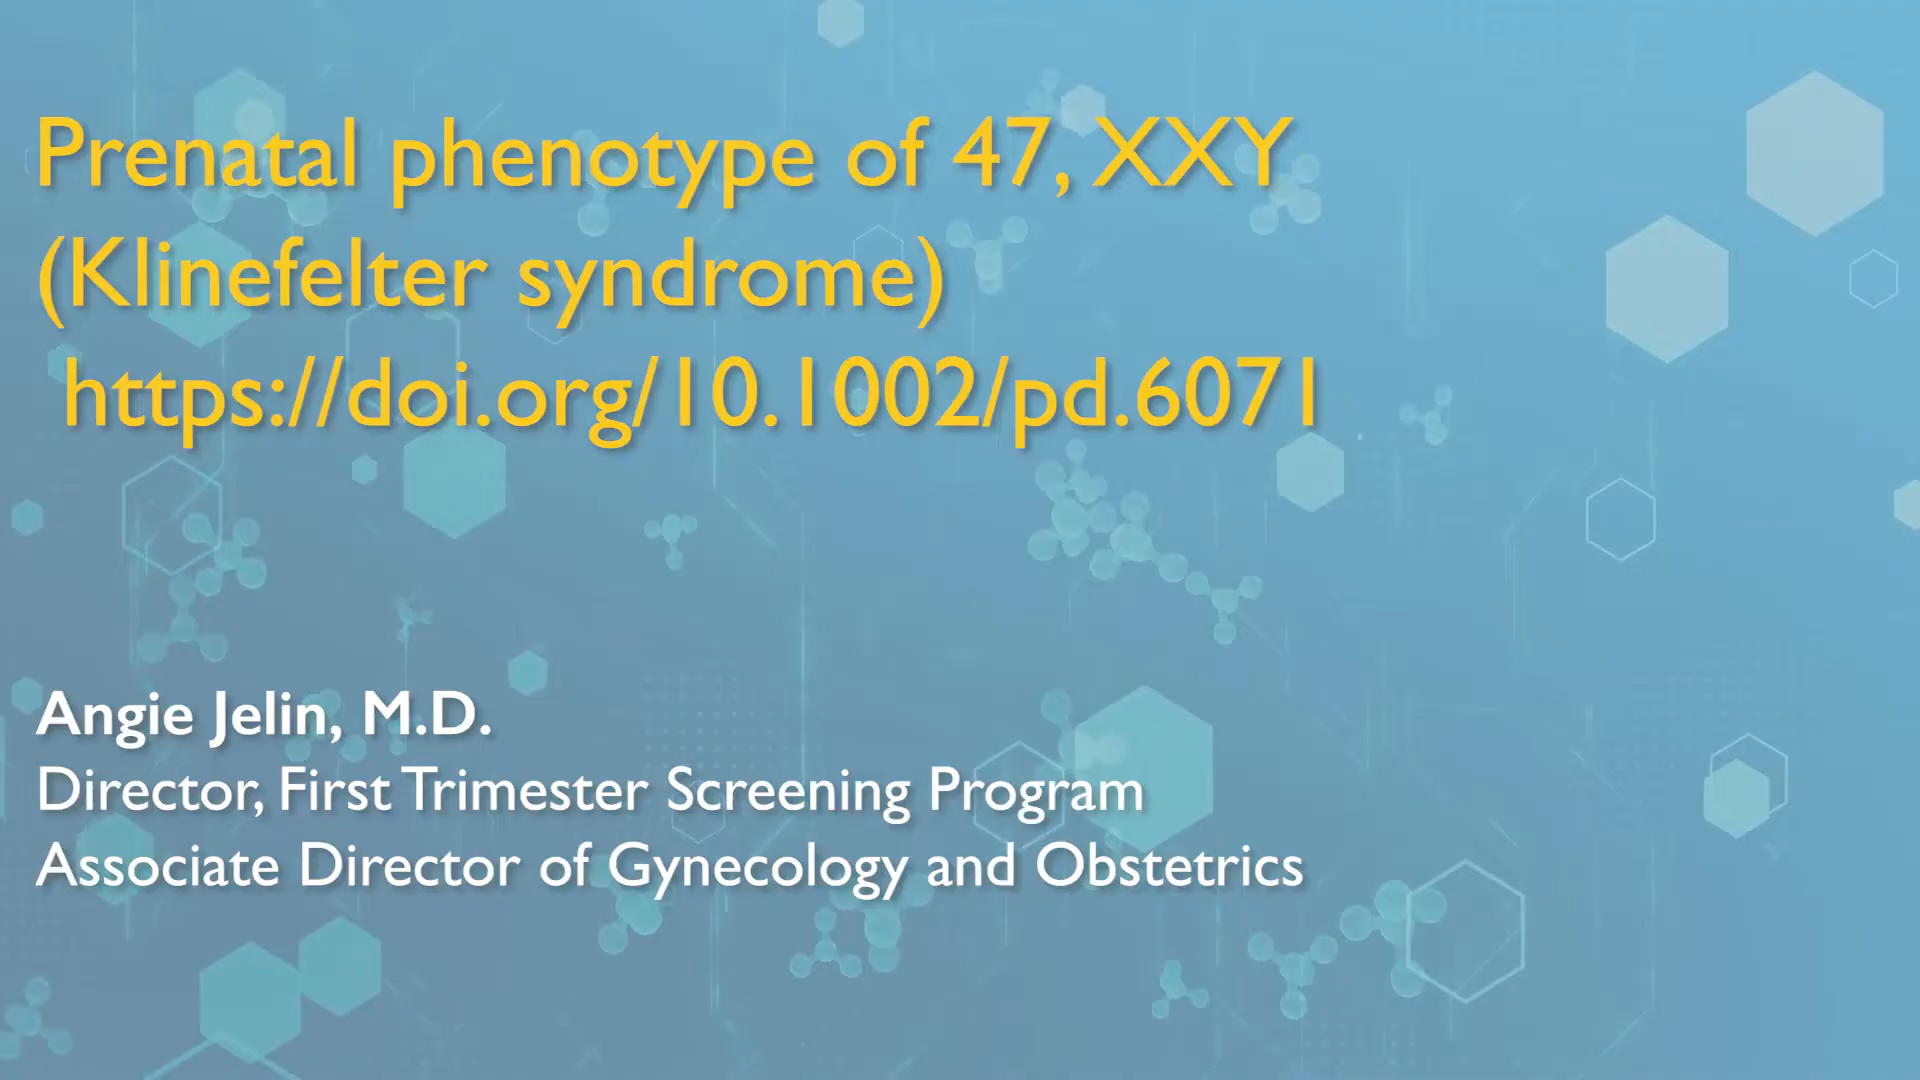 Prenatal phenotype of 47, XXY
(Klinefelter syndrome)
https://doi.org/10.1002/pd.6071
Angie Jelin, M.D.
Director, First Trimester Screening Program
Associate Director of Gynecology and Obstetrics